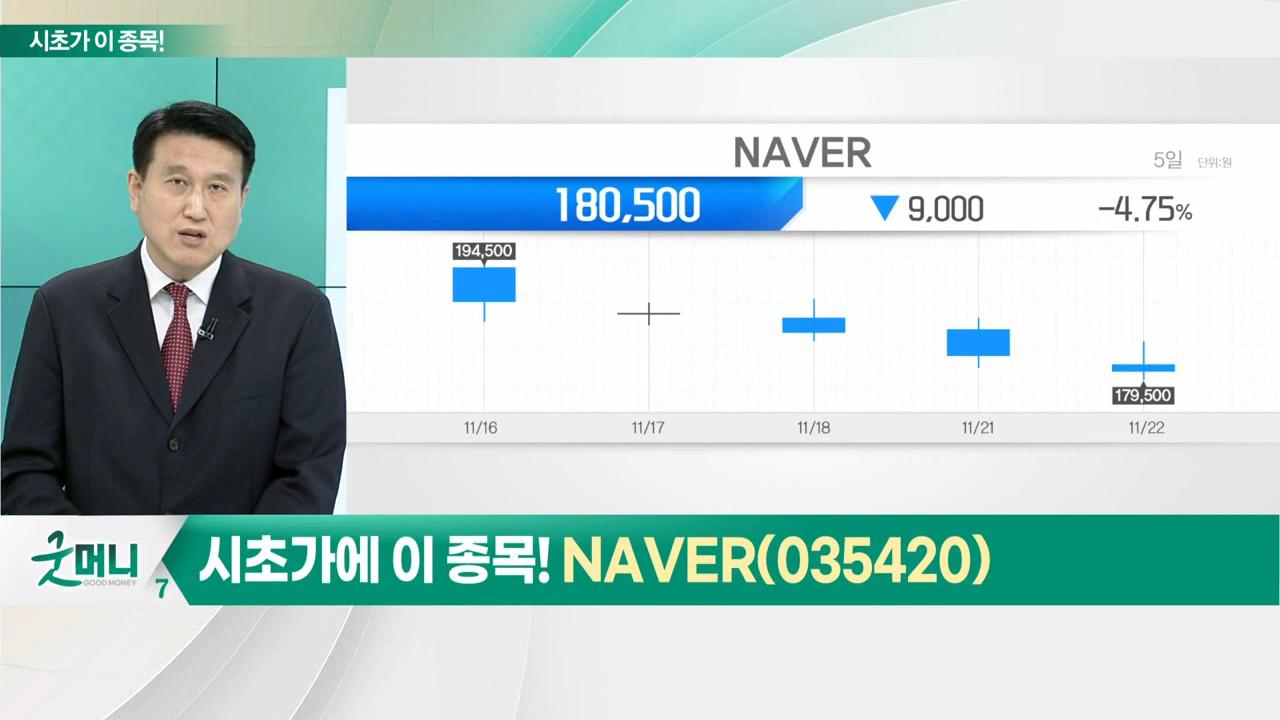 시초가 이 종목!
NAVER
5일 단위:원
180,500 ▼ 9,000 -4.75%
194,500
179,500
11/16 11/17 11/18 11/21 11/22
굿머니
GOOD MONEY
7
시초가에 이 종목! NAVER(035420)